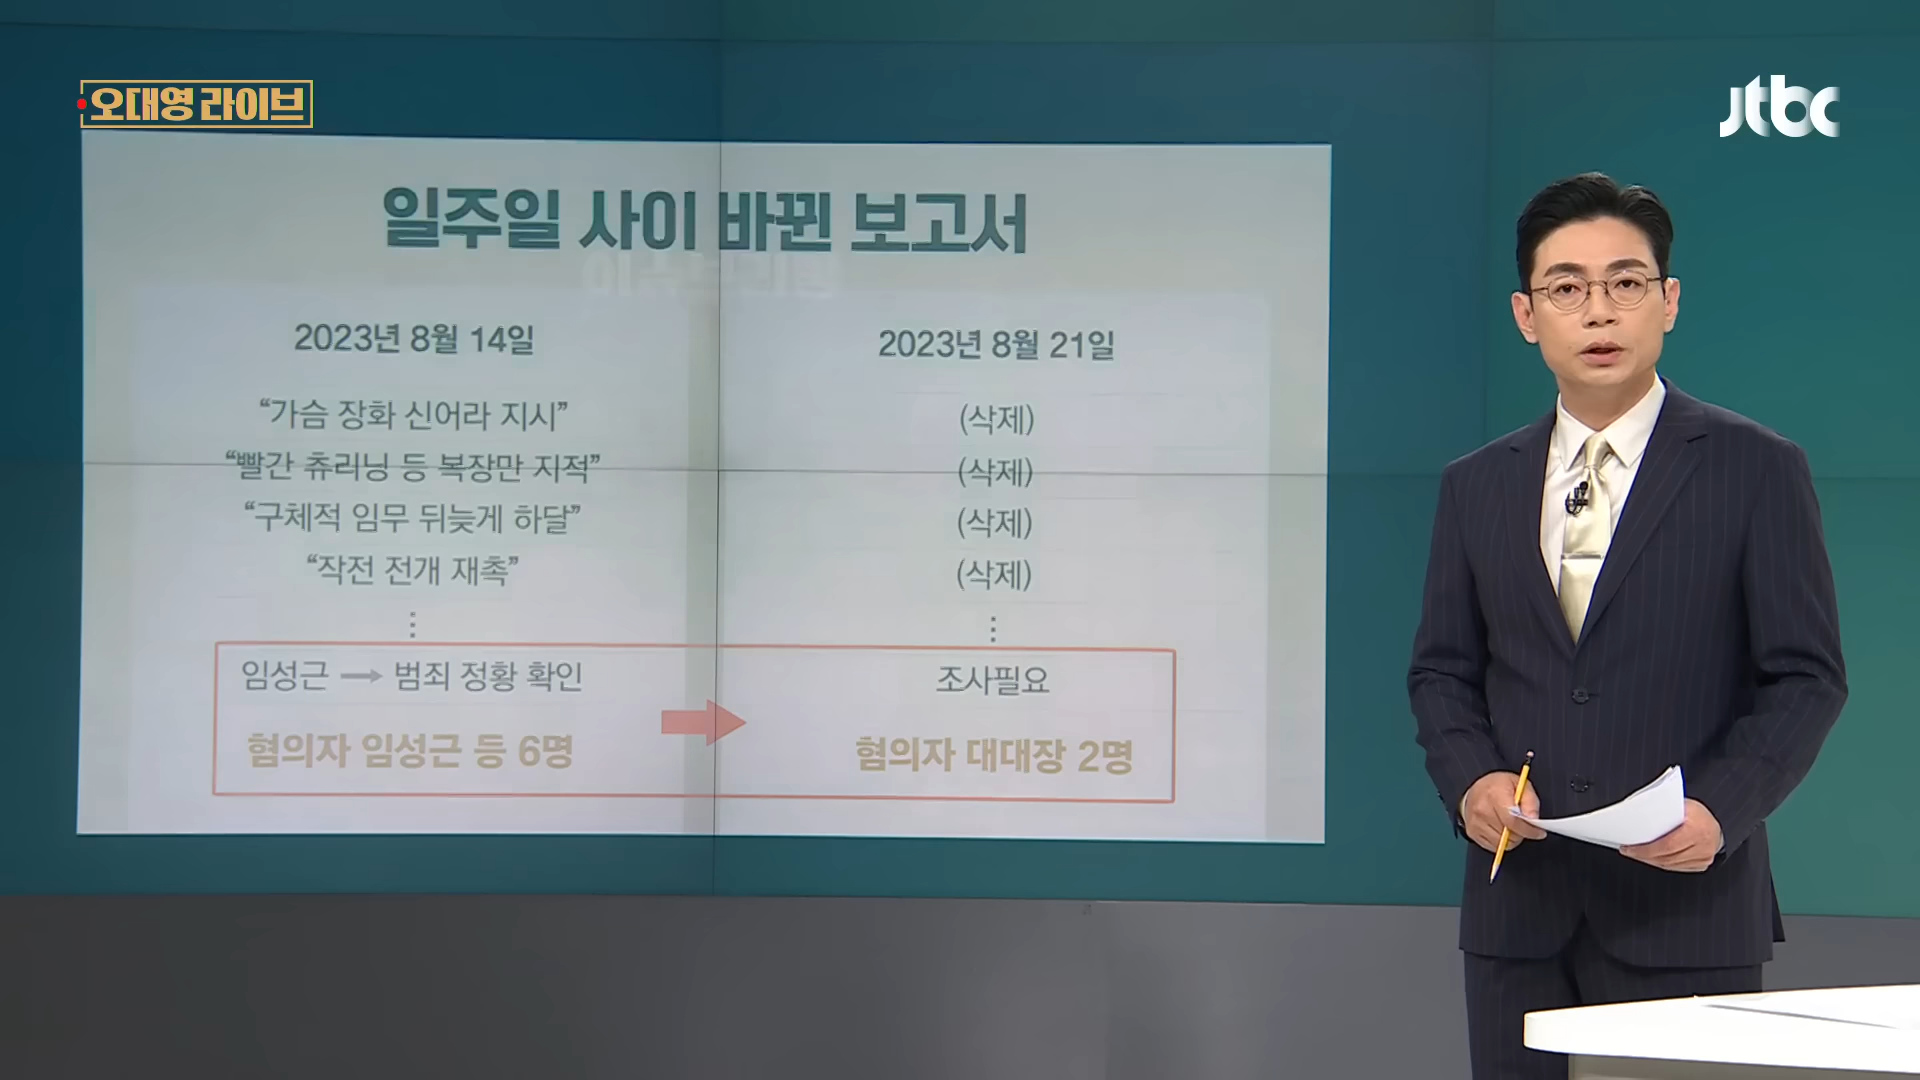 오대영 라이브
jtbc
일주일 사이 바뀐 보고서
이슈브리핑
2023년 8월 14일
2023년 8월 21일
“가슴 장화 신어라 지시”
(삭제)
“빨간 츄리닝 등 복장만 지적”
(삭제)
“구체적 임무 뒤늦게 하달”
(삭제)
“작전 전개 재촉”
(삭제)
⋮
⋮
임성근 → 범죄 정황 확인
조사필요
혐의자 임성근 등 6명
혐의자 대대장 2명